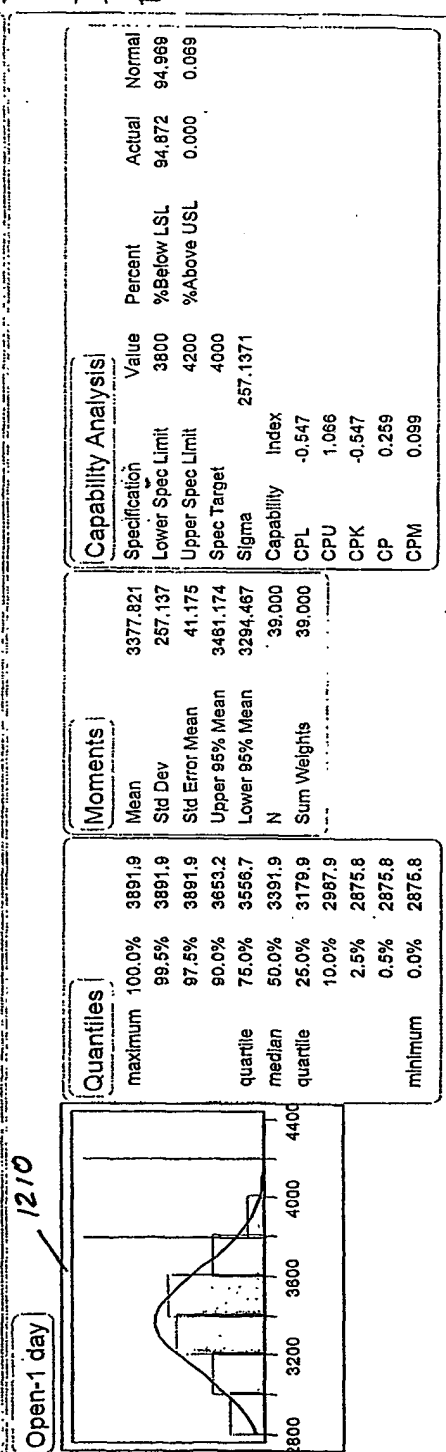 Open-1 day
1210
2800 3200 3600 4000 4400
Quantiles
maximum 100.0% 3891.9
99.5% 3891.9
97.5% 3891.9
90.0% 3653.2
quartile 75.0% 3556.7
median 50.0% 3391.9
quartile 25.0% 3179.9
10.0% 2987.9
2.5% 2875.8
0.5% 2875.8
minimum 0.0% 2875.8
Moments
Mean 3377.821
Std Dev 257.137
Std Error Mean 41.175
Upper 95% Mean 3461.174
Lower 95% Mean 3294.467
N 39.000
Sum Weights 39.000
Capability Analysis
Specification Value Percent Actual Normal
Lower Spec Limit 3800 %Below LSL 94.872 94.969
Upper Spec Limit 4200 %Above USL 0.000 0.069
Spec Target 4000
Sigma 257.1371
Capability Index
CPL -0.547
CPU 1.066
CPK -0.547
CP 0.259
CPM 0.099